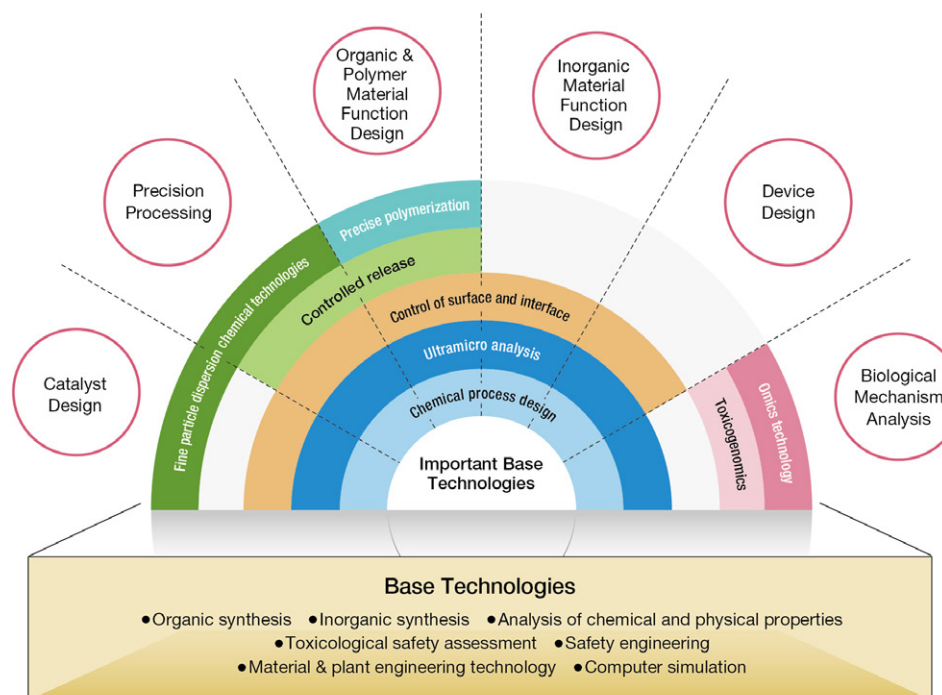 Organic &
Polymer
Material
Function
Design
Inorganic
Material
Function
Design
Precision
Processing
Device
Design
Catalyst
Design
Biological
Mechanism
Analysis
Fine particle dispersion chemical technologies
Precise polymerization
Controlled release
Control of surface and interface
Ultramicro analysis
Chemical process design
Toxicogenomics
Omics technology
Important Base
Technologies
Base Technologies
●Organic synthesis ●Inorganic synthesis ●Analysis of chemical and physical properties
●Toxicological safety assessment ●Safety engineering
●Material & plant engineering technology ●Computer simulation